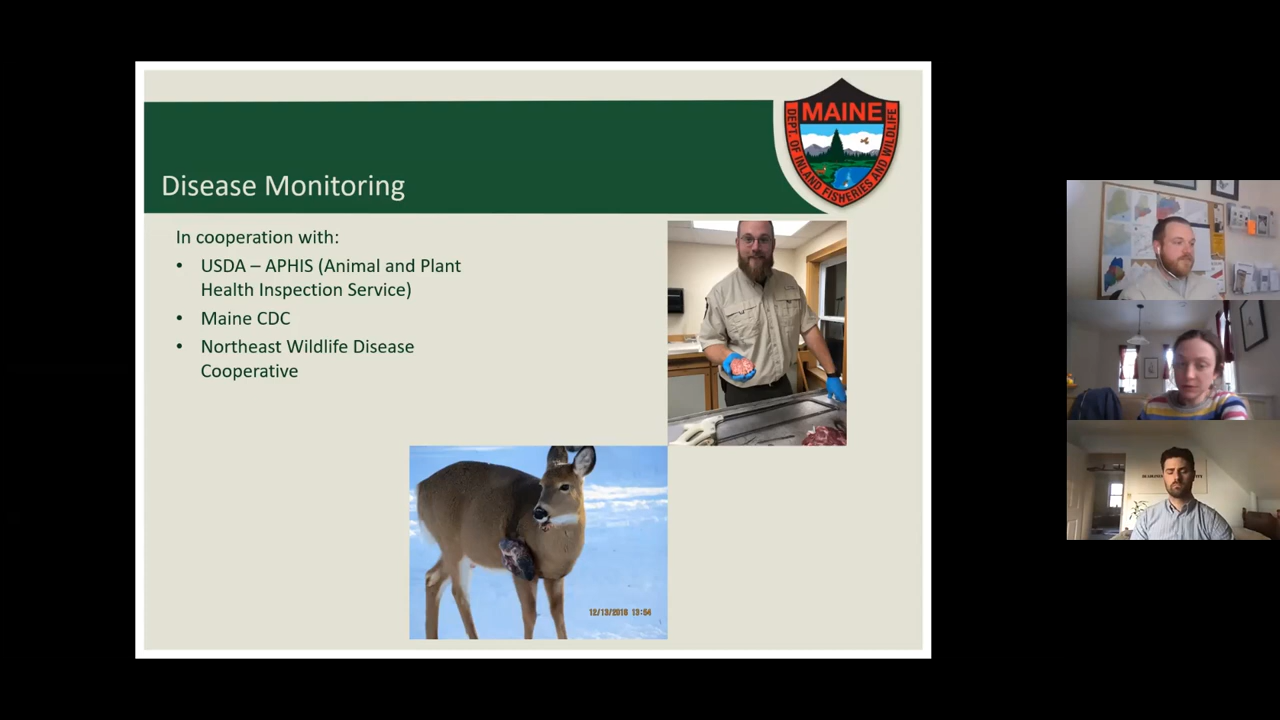 MAINE
DEPT. OF INLAND FISHERIES AND WILDLIFE
Disease Monitoring
In cooperation with:
• USDA – APHIS (Animal and Plant
Health Inspection Service)
• Maine CDC
• Northeast Wildlife Disease
Cooperative
12/13/2016 13:54